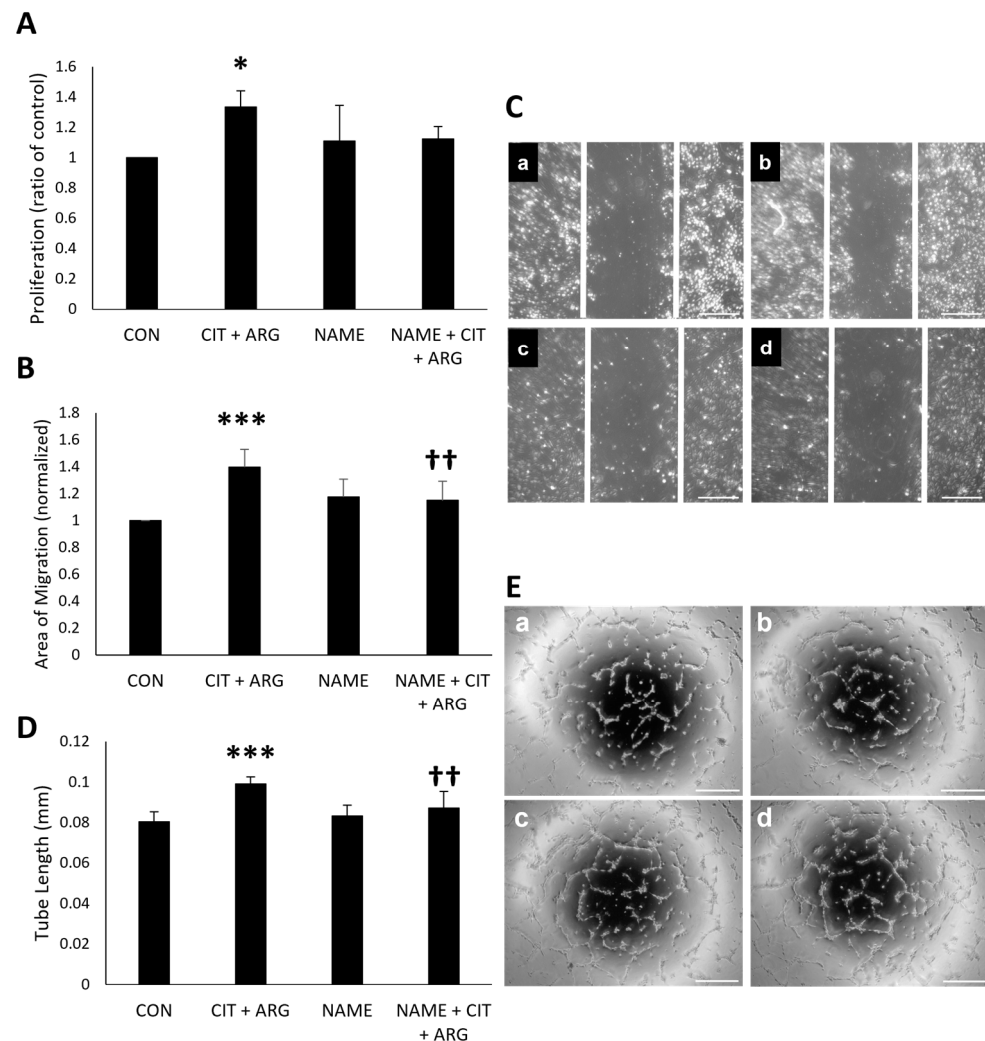 A
Proliferation (ratio of control)
1.6
1.4
1.2
1
0.8
0.6
0.4
0.2
0
*
CON
CIT + ARG
NAME
NAME + CIT
+ ARG
B
Area of Migration (normalized)
1.8
1.6
1.4
1.2
1
0.8
0.6
0.4
0.2
0
***
††
CON
CIT + ARG
NAME
NAME + CIT
+ ARG
D
Tube Length (mm)
0.12
0.1
0.08
0.06
0.04
0.02
0
***
††
CON
CIT + ARG
NAME
NAME + CIT
+ ARG
C
a
b
c
d
E
a
b
c
d